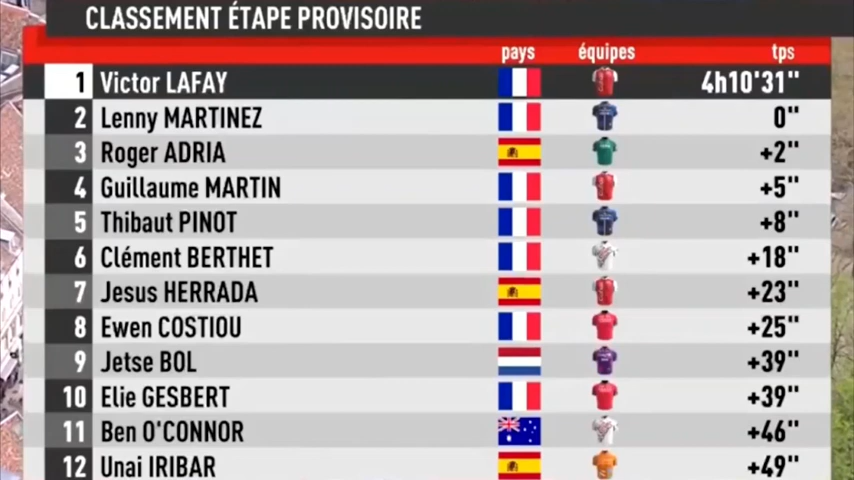 CLASSEMENT ÉTAPE PROVISOIRE
pays équipes tps
1 Victor LAFAY 4h10'31"
2 Lenny MARTINEZ 0"
3 Roger ADRIA +2"
4 Guillaume MARTIN +5"
5 Thibaut PINOT +8"
6 Clément BERTHET +18"
7 Jesus HERRADA +23"
8 Ewen COSTIOU +25"
9 Jetse BOL +39"
10 Elie GESBERT +39"
11 Ben O'CONNOR +46"
12 Unai IRIBAR +49"